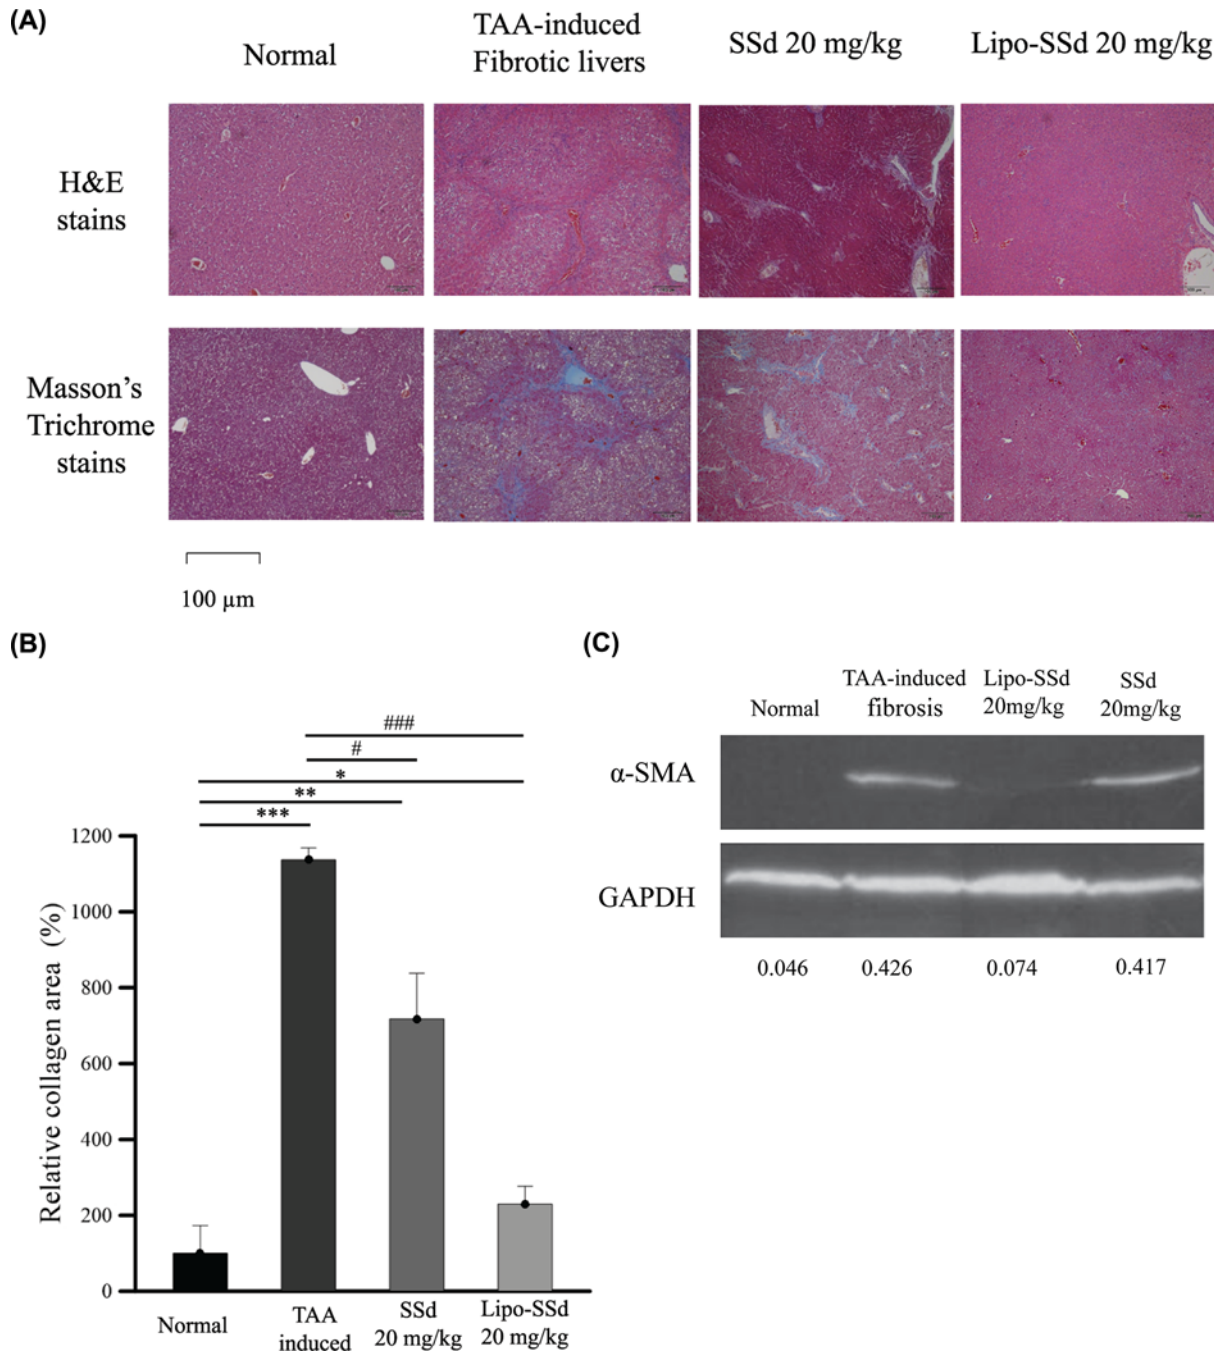 (A)
Normal
TAA-induced
Fibrotic livers
SSd 20 mg/kg
Lipo-SSd 20 mg/kg
H&E
stains
Masson’s
Trichrome
stains
100 μm
(B)
###
#
*
**
***
Relative collagen area (%)
1200
1000
800
600
400
200
0
Normal
TAA
induced
SSd
20 mg/kg
Lipo-SSd
20 mg/kg
(C)
Normal
TAA-induced
fibrosis
Lipo-SSd
20mg/kg
SSd
20mg/kg
α-SMA
GAPDH
0.046 0.426 0.074 0.417